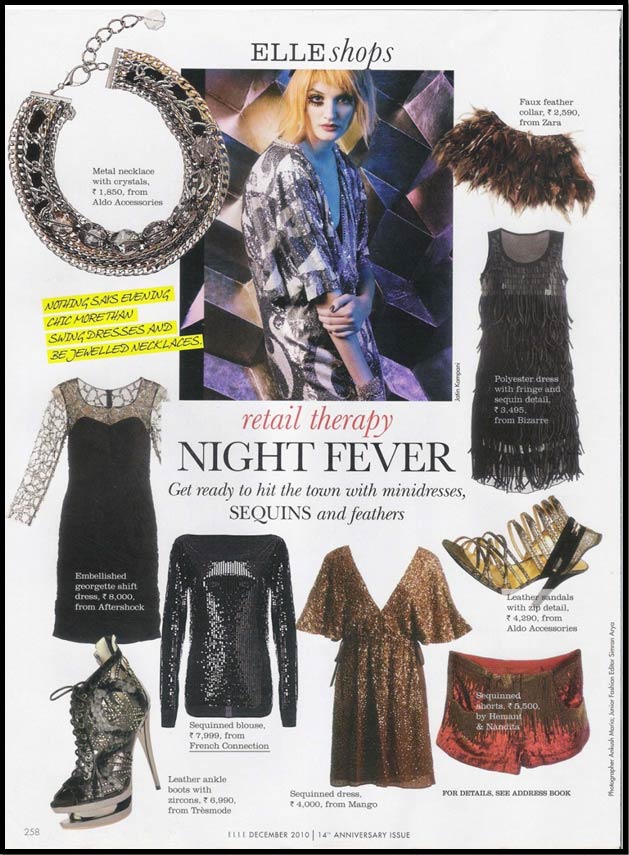 ELLE shops
Metal necklace
with crystals,
₹ 1,850, from
Aldo Accessories
Faux feather
collar, ₹ 2,590,
from Zara
NOTHING SAYS EVENING
CHIC MORE THAN
SWING DRESSES AND
BE JEWELLED NECKLACES.
Jatin Kampani
Polyester dress
with fringe and
sequin detail,
₹ 3,495,
from Bizarre
retail therapy
NIGHT FEVER
Get ready to hit the town with minidresses,
SEQUINS and feathers
Embellished
georgette shift
dress, ₹ 8,000,
from Aftershock
Leather sandals
with zip detail,
₹ 4,290, from
Aldo Accessories
Sequinned
shorts, ₹ 5,500,
by Hemant
& Nandita
Sequinned blouse,
₹ 7,999, from
French Connection
Leather ankle
boots with
zircons, ₹ 6,990,
from Trèsmode
Sequinned dress,
₹ 4,000, from Mango
FOR DETAILS, SEE ADDRESS BOOK
Photographer Ankush Maria; Junior Fashion Editor Simran Arya
258
ELLE DECEMBER 2010 | 14TH ANNIVERSARY ISSUE